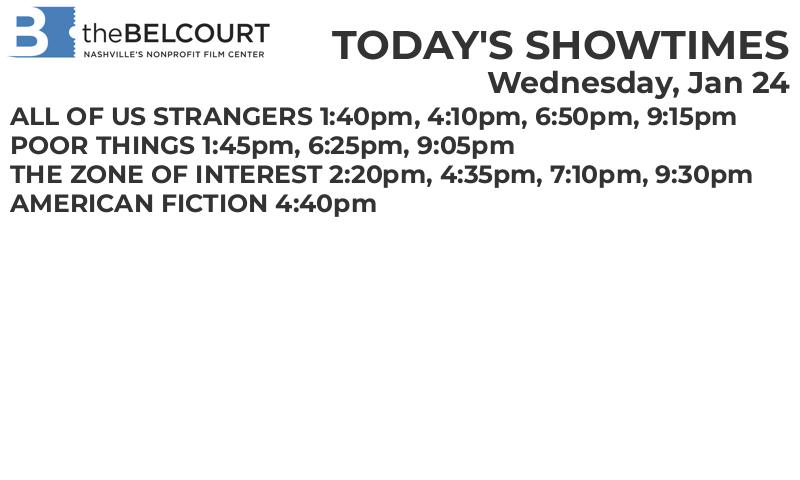 B theBELCOURT
NASHVILLE'S NONPROFIT FILM CENTER
TODAY'S SHOWTIMES
Wednesday, Jan 24
ALL OF US STRANGERS 1:40pm, 4:10pm, 6:50pm, 9:15pm
POOR THINGS 1:45pm, 6:25pm, 9:05pm
THE ZONE OF INTEREST 2:20pm, 4:35pm, 7:10pm, 9:30pm
AMERICAN FICTION 4:40pm